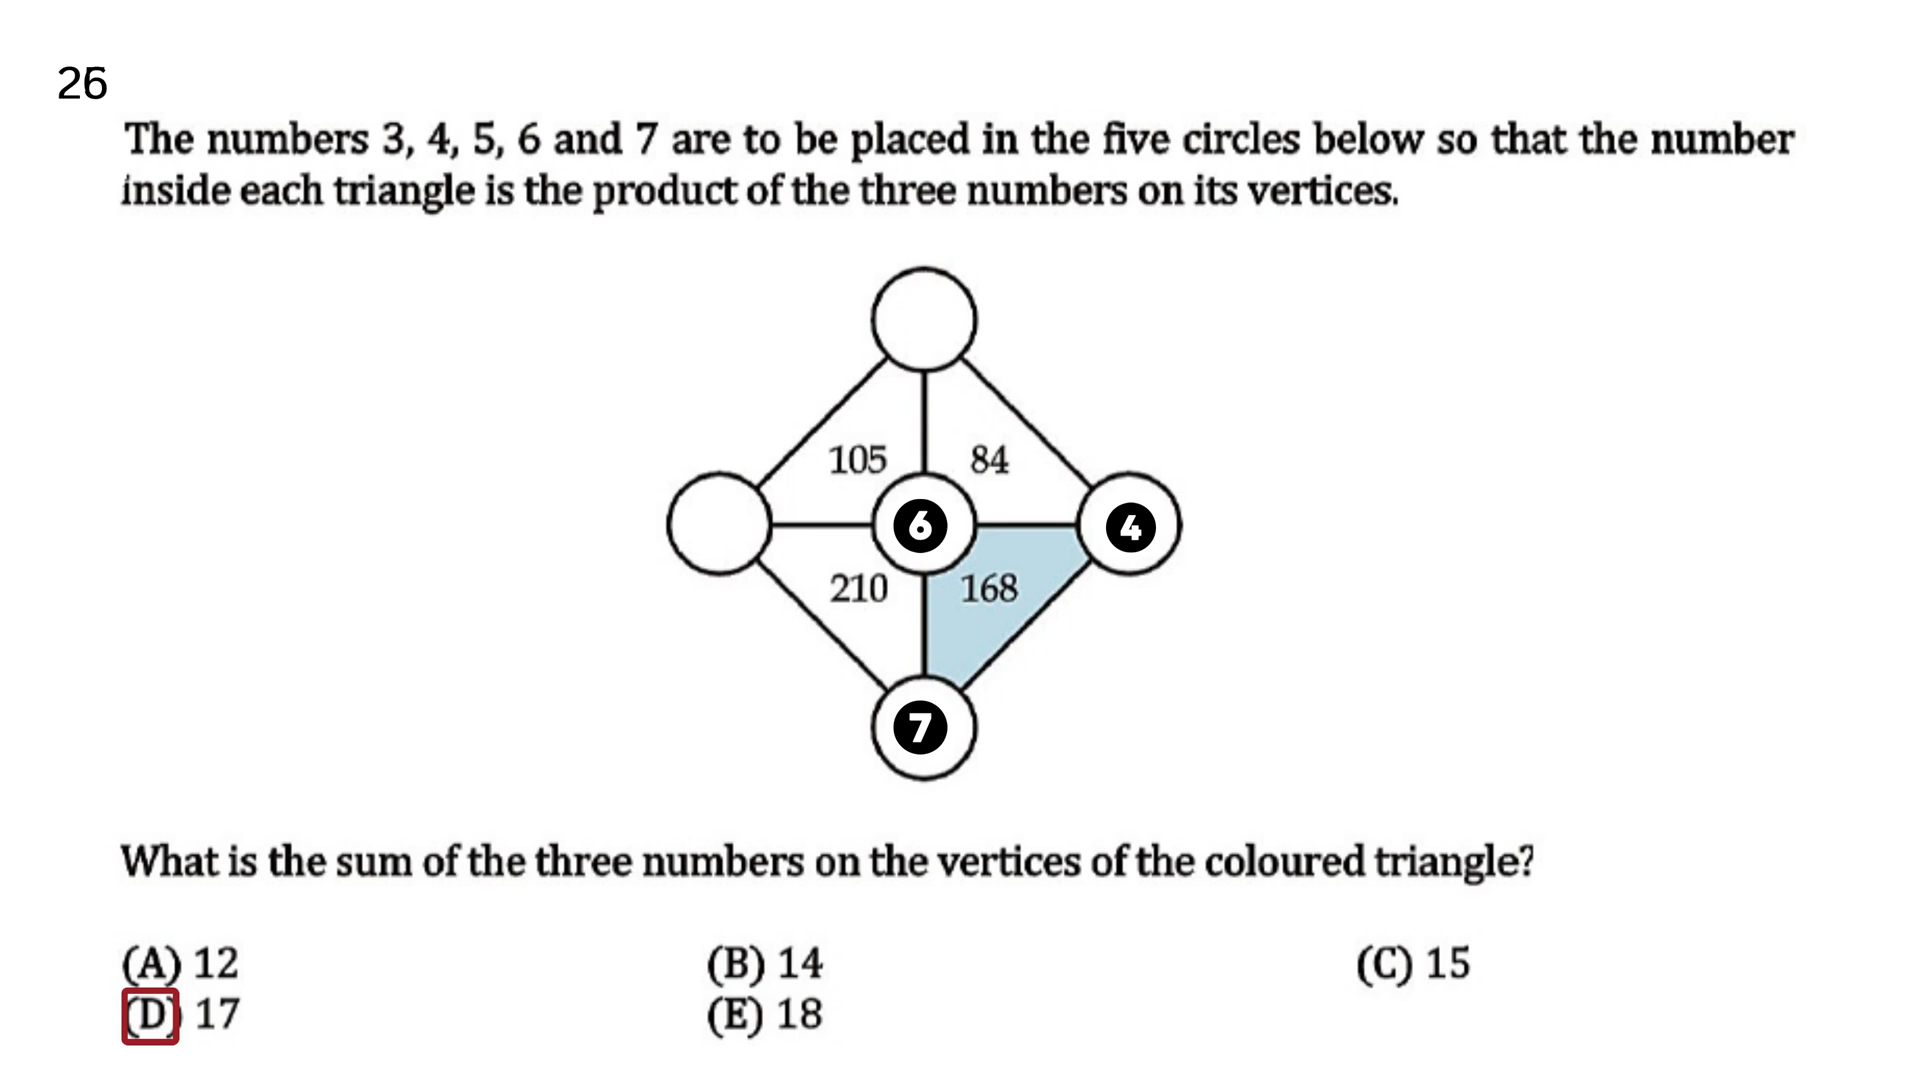 26
The numbers 3, 4, 5, 6 and 7 are to be placed in the five circles below so that the number
inside each triangle is the product of the three numbers on its vertices.
105 84
6 4
210 168
7
What is the sum of the three numbers on the vertices of the coloured triangle?
(A) 12 (B) 14 (C) 15
(D) 17 (E) 18